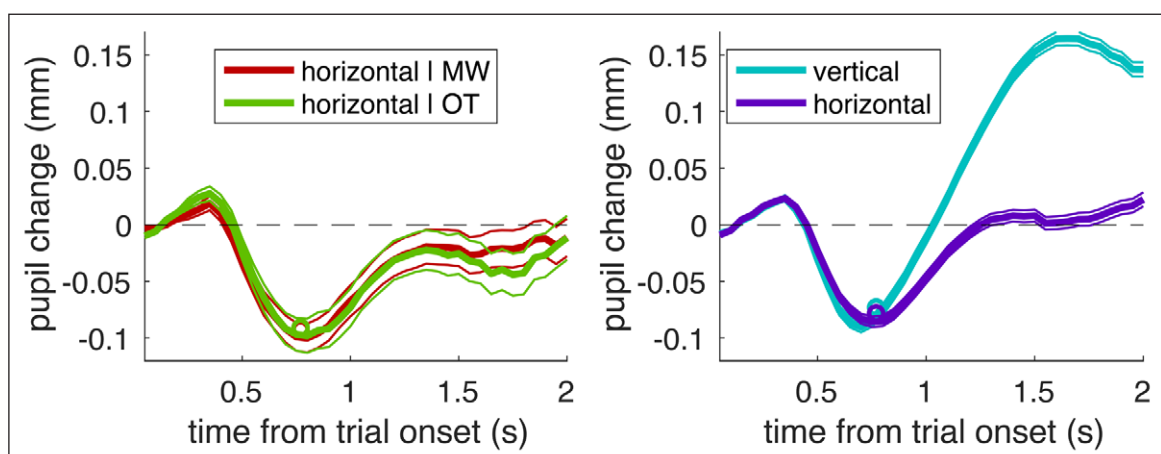 0.15
0.1
0.05
0
-0.05
-0.1
pupil change (mm)
horizontal | MW
horizontal | OT
0.5 1 1.5 2
time from trial onset (s)
0.15
0.1
0.05
0
-0.05
-0.1
pupil change (mm)
vertical
horizontal
0.5 1 1.5 2
time from trial onset (s)